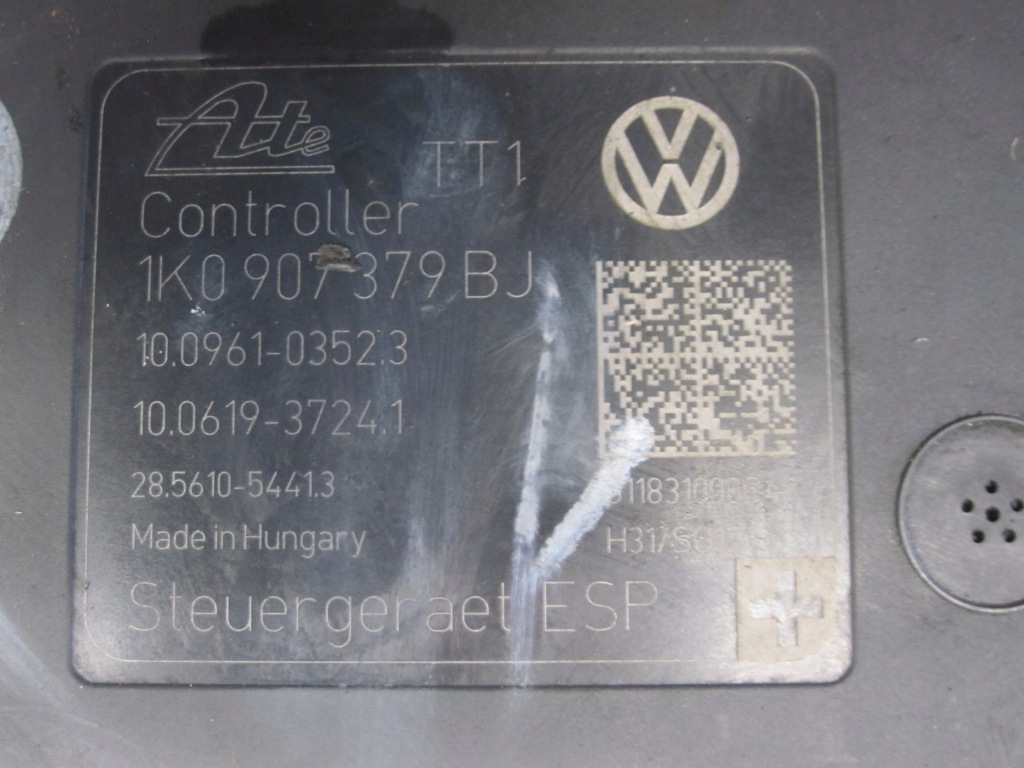 Ate TT1
Controller
1K0 907 379 BJ
10.0961-0352.3
10.0619-3724.1
28.5610-5441.3
Made in Hungary
Steuergeraet ESP